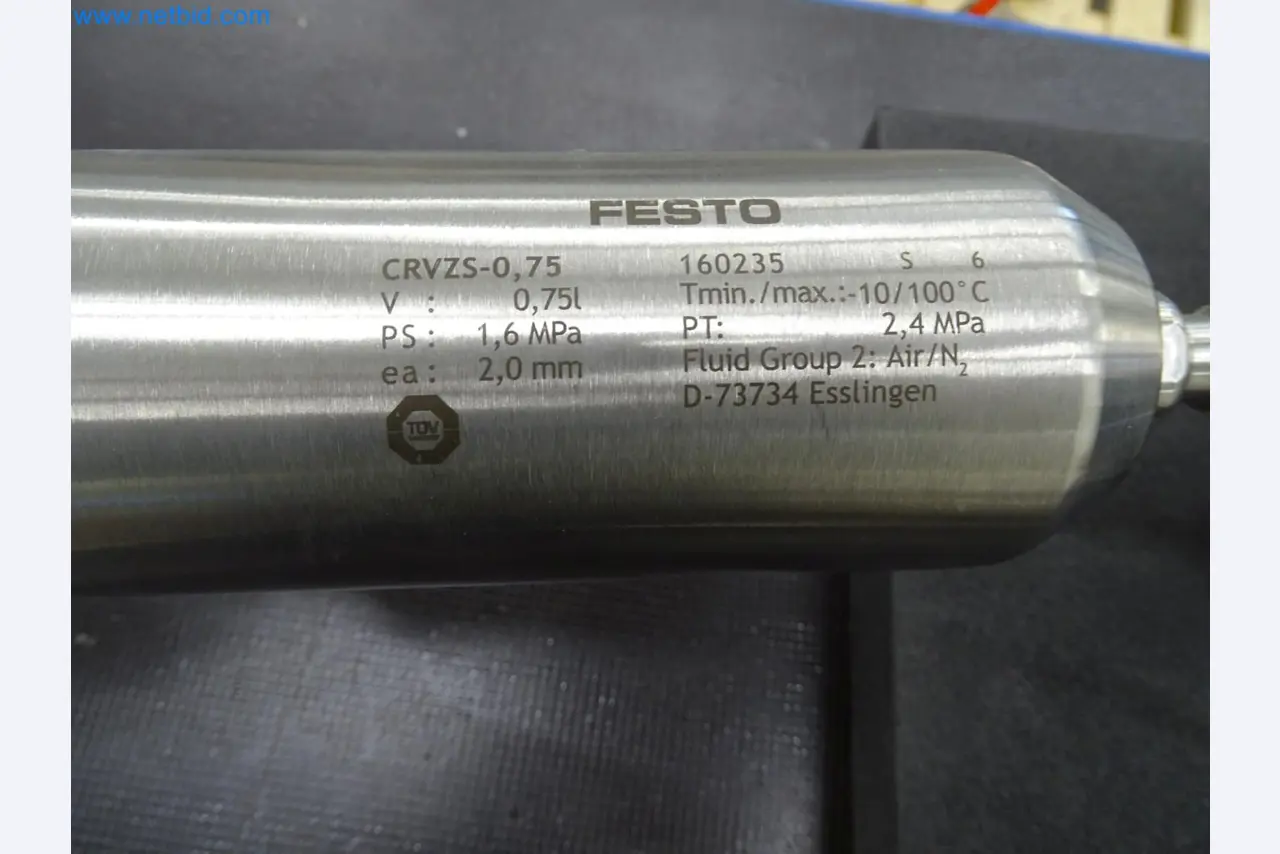 www.netbid.com
FESTO
CRVZS-0,75 160235 S 6
V : 0,75l Tmin./max.:-10/100°C
PS : 1,6 MPa PT: 2,4 MPa
ea : 2,0 mm Fluid Group 2: Air/N₂
D-73734 Esslingen
TÜV